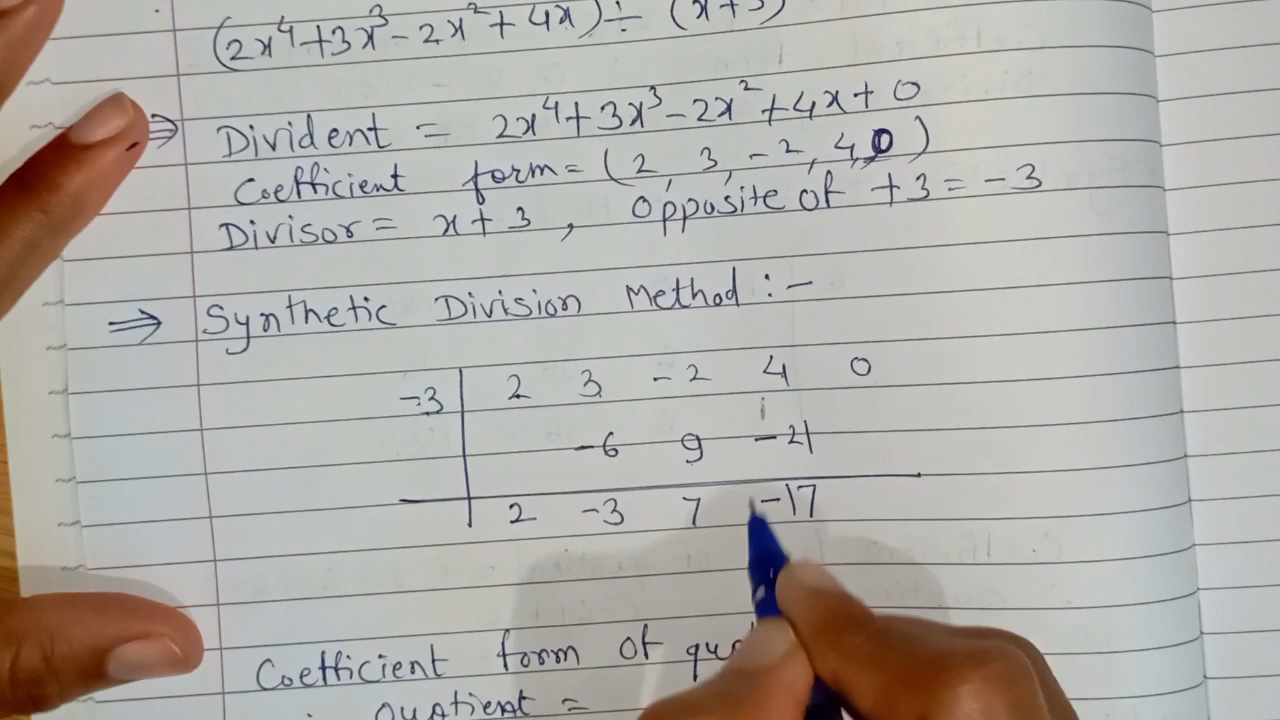 (2x⁴+3x³-2x²+4x) ÷ (x+3)
⇒ Divident = 2x⁴+3x³-2x²+4x+0
Coefficient form= (2, 3, -2, 4, 0)
Divisor = x+3, Opposite of +3 = -3
⇒ Synthetic Division Method :-
-3 2 3 -2 4 0
-6 9 -21
2 -3 7 -17
Coefficient form of
Quotient =